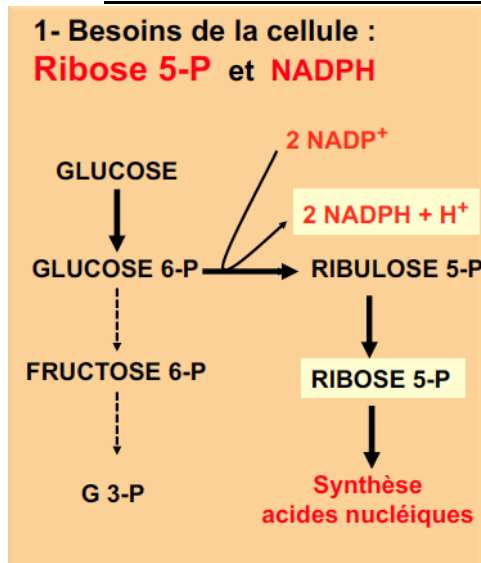 1- Besoins de la cellule :
Ribose 5-P et NADPH
2 NADP+
GLUCOSE
2 NADPH + H+
GLUCOSE 6-P
RIBULOSE 5-P
FRUCTOSE 6-P
RIBOSE 5-P
G 3-P
Synthèse
acides nucléiques